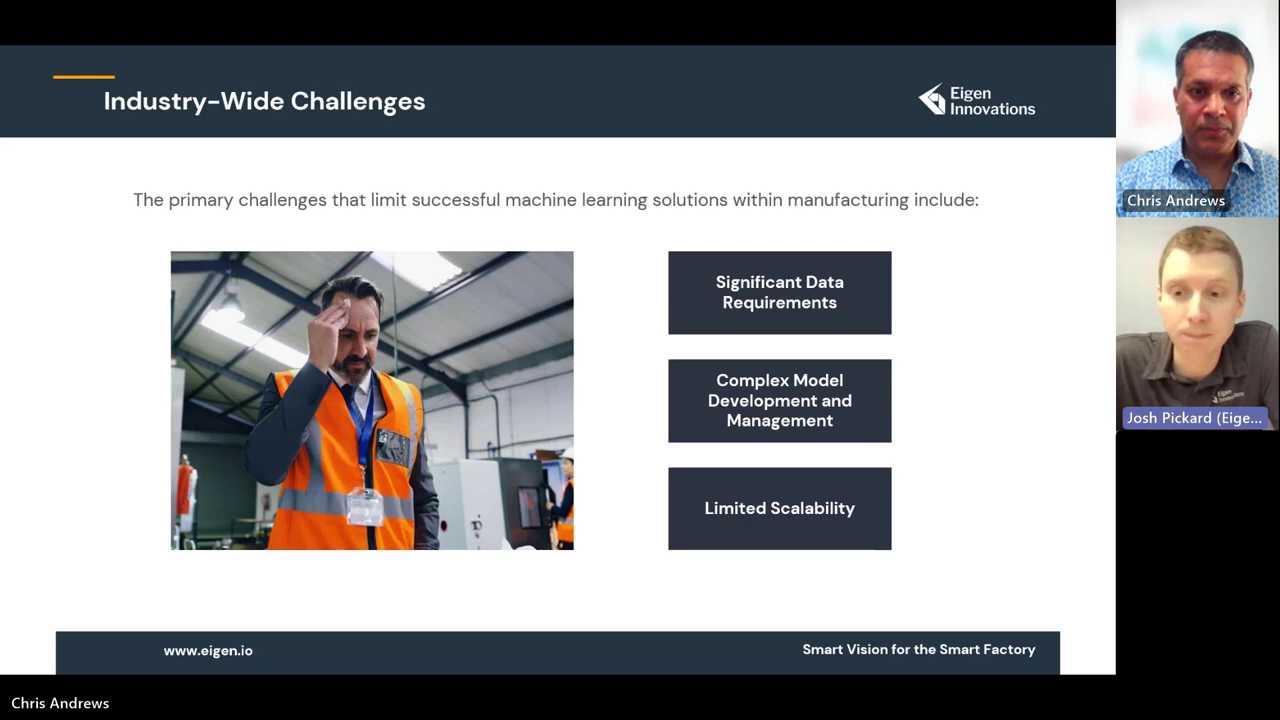 Industry-Wide Challenges
Eigen
Innovations
The primary challenges that limit successful machine learning solutions within manufacturing include:
Significant Data
Requirements
Complex Model
Development and
Management
Limited Scalability
www.eigen.io
Smart Vision for the Smart Factory
Chris Andrews
Eigen
Innovations
Josh Pickard (Eige...
Chris Andrews